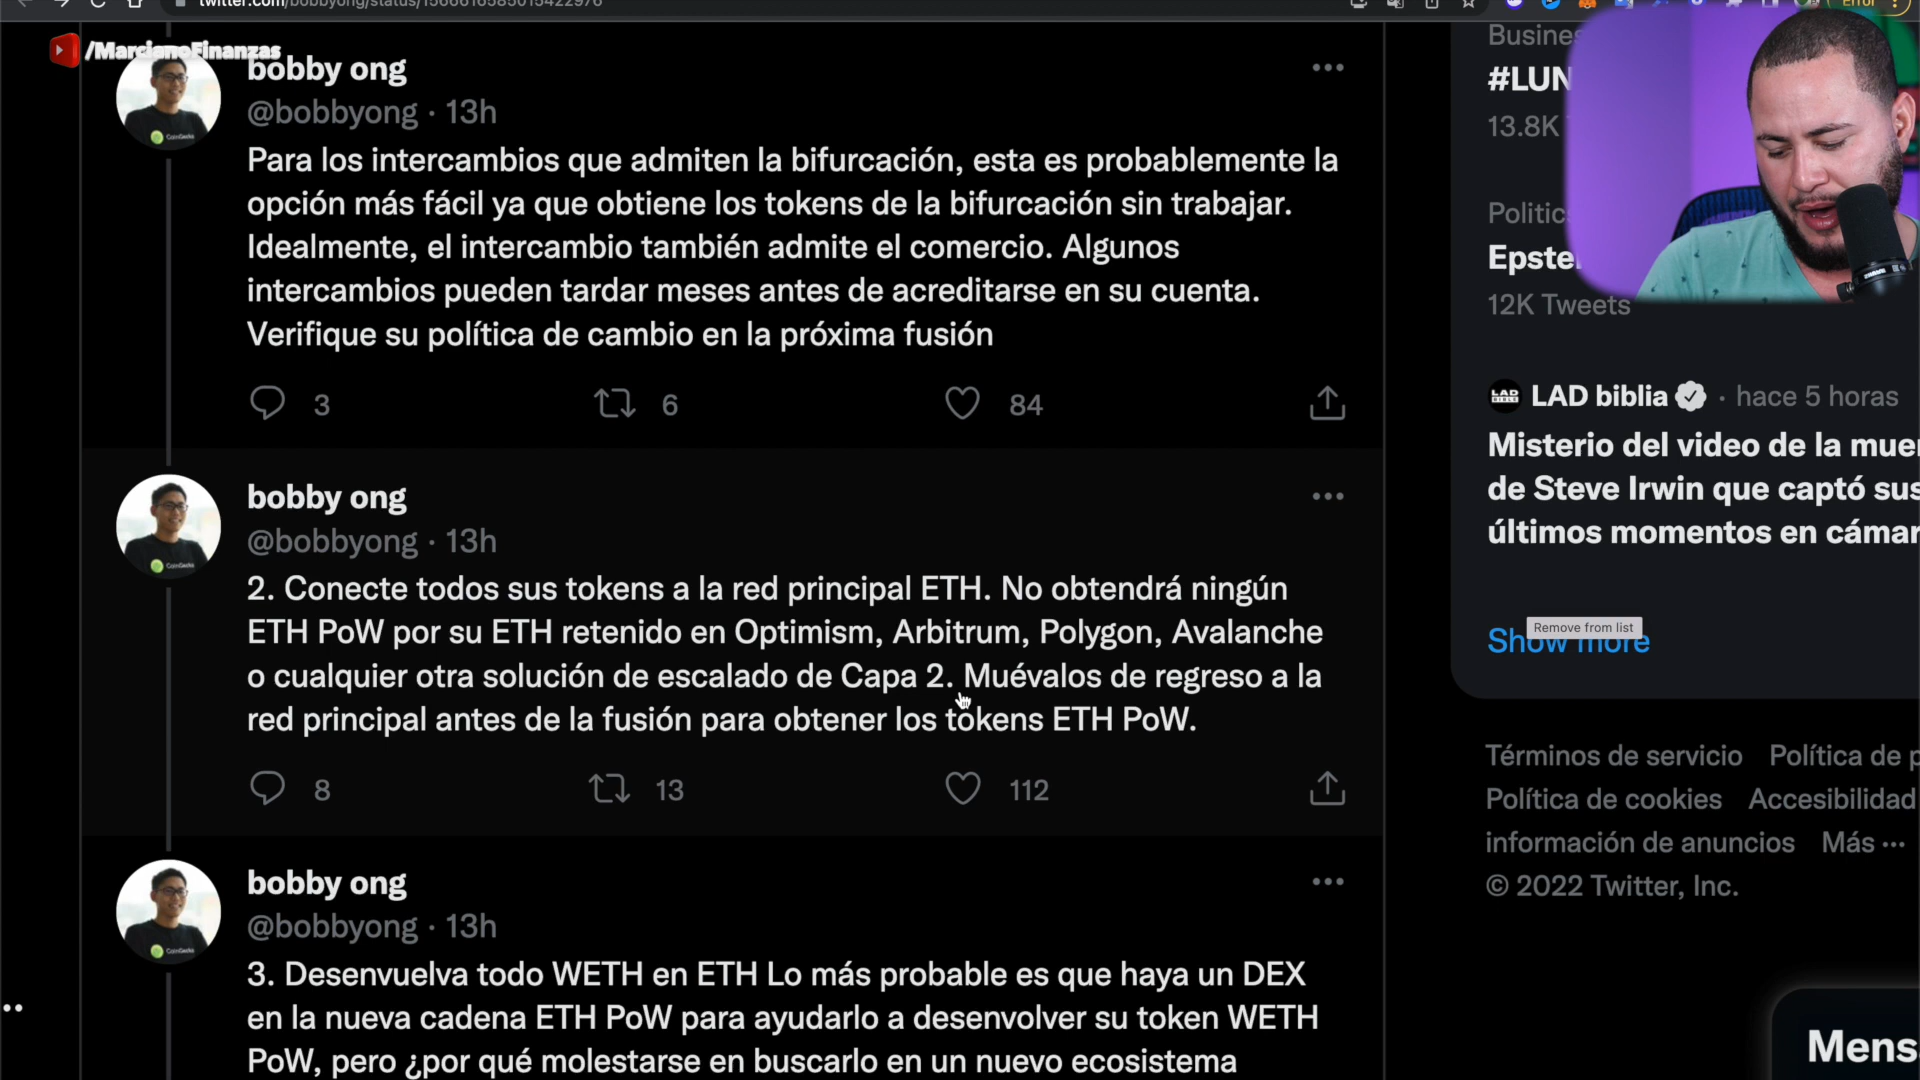 twitter.com/bobbyong/status/1566616585015422976
Error
/MarcianoFinanzas
bobby ong
@bobbyong · 13h
Para los intercambios que admiten la bifurcación, esta es probablemente la
opción más fácil ya que obtiene los tokens de la bifurcación sin trabajar.
Idealmente, el intercambio también admite el comercio. Algunos
intercambios pueden tardar meses antes de acreditarse en su cuenta.
Verifique su política de cambio en la próxima fusión
3 6 84
bobby ong
@bobbyong · 13h
2. Conecte todos sus tokens a la red principal ETH. No obtendrá ningún
ETH PoW por su ETH retenido en Optimism, Arbitrum, Polygon, Avalanche
o cualquier otra solución de escalado de Capa 2. Muévalos de regreso a la
red principal antes de la fusión para obtener los tokens ETH PoW.
8 13 112
bobby ong
@bobbyong · 13h
3. Desenvuelva todo WETH en ETH Lo más probable es que haya un DEX
en la nueva cadena ETH PoW para ayudarlo a desenvolver su token WETH
PoW, pero ¿por qué molestarse en buscarlo en un nuevo ecosistema
Busines
#LUN
13.8K
Politic
Epste
12K Tweets
LAD biblia · hace 5 horas
Misterio del video de la muer
de Steve Irwin que captó sus
últimos momentos en cámar
Remove from list
Show more
Términos de servicio Política de p
Política de cookies Accesibilidad
información de anuncios Más ···
© 2022 Twitter, Inc.
Mens